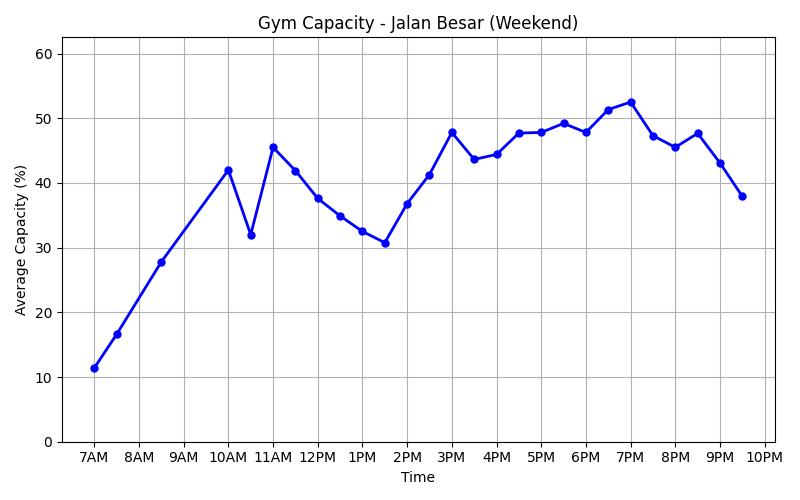 Gym Capacity - Jalan Besar (Weekend)
Average Capacity (%)
60
50
40
30
20
10
0
7AM 8AM 9AM 10AM 11AM 12PM 1PM 2PM 3PM 4PM 5PM 6PM 7PM 8PM 9PM 10PM
Time